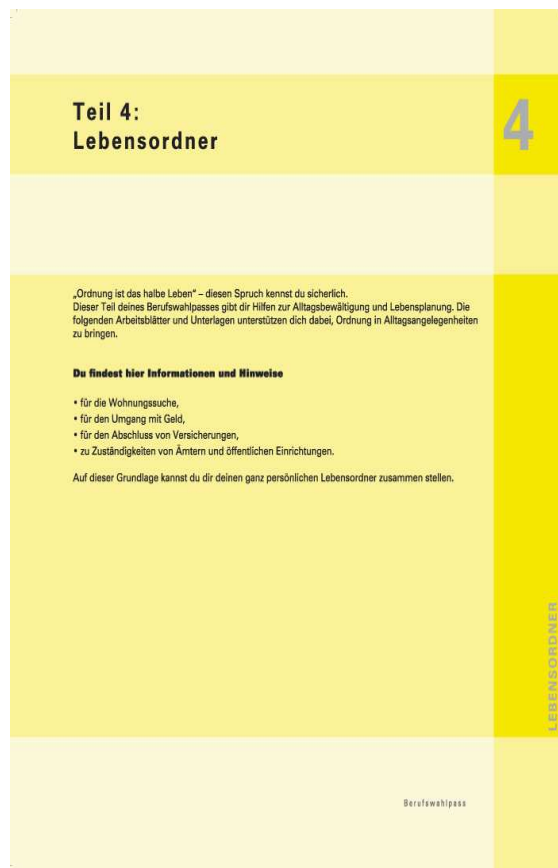 Teil 4:
Lebensordner
4
„Ordnung ist das halbe Leben“ – diesen Spruch kennst du sicherlich.
Dieser Teil deines Berufswahlpasses gibt dir Hilfen zur Alltagsbewältigung und Lebensplanung. Die
folgenden Arbeitsblätter und Unterlagen unterstützen dich dabei, Ordnung in Alltagsangelegenheiten
zu bringen.
Du findest hier Informationen und Hinweise
• für die Wohnungssuche,
• für den Umgang mit Geld,
• für den Abschluss von Versicherungen,
• zu Zuständigkeiten von Ämtern und öffentlichen Einrichtungen.
Auf dieser Grundlage kannst du dir deinen ganz persönlichen Lebensordner zusammen stellen.
LEBENSORDNER
Berufswahlpass